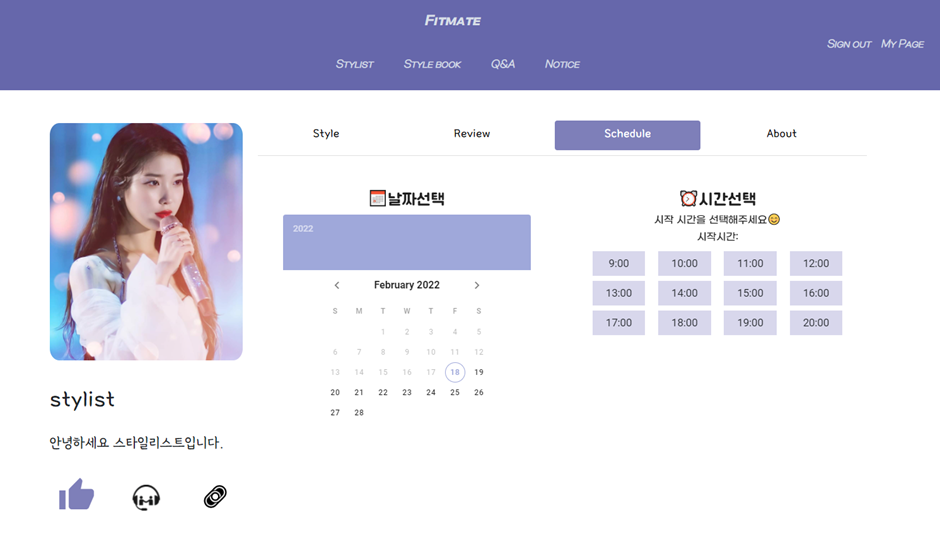 Fitmate
Sign out My Page
Stylist Style book Q&A Notice
Style Review Schedule About
📅날짜선택
2022
February 2022
S M T W T F S
1 2 3 4 5
6 7 8 9 10 11 12
13 14 15 16 17 18 19
20 21 22 23 24 25 26
27 28
⏰시간선택
시작 시간을 선택해주세요😊
시작시간:
9:00 10:00 11:00 12:00
13:00 14:00 15:00 16:00
17:00 18:00 19:00 20:00
stylist
안녕하세요 스타일리스트입니다.